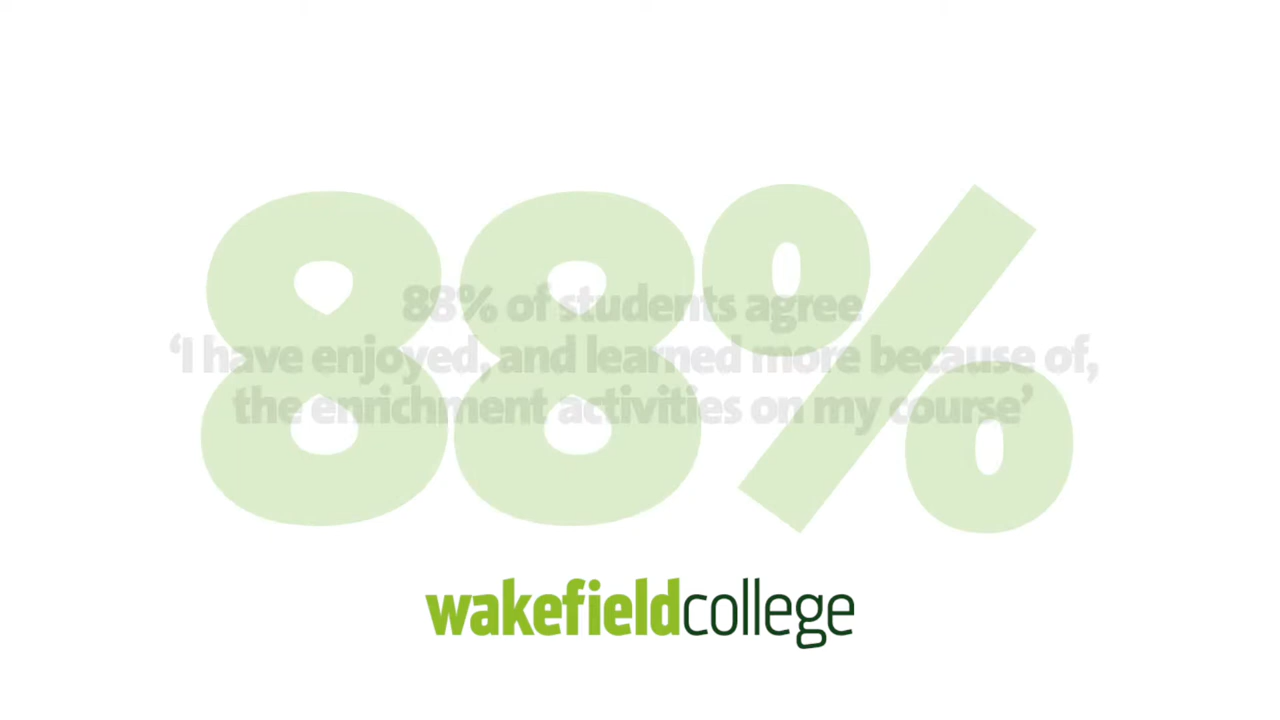 88%
88% of students agree
‘I have enjoyed, and learned more because of,
the enrichment activities on my course’
wakefieldcollege